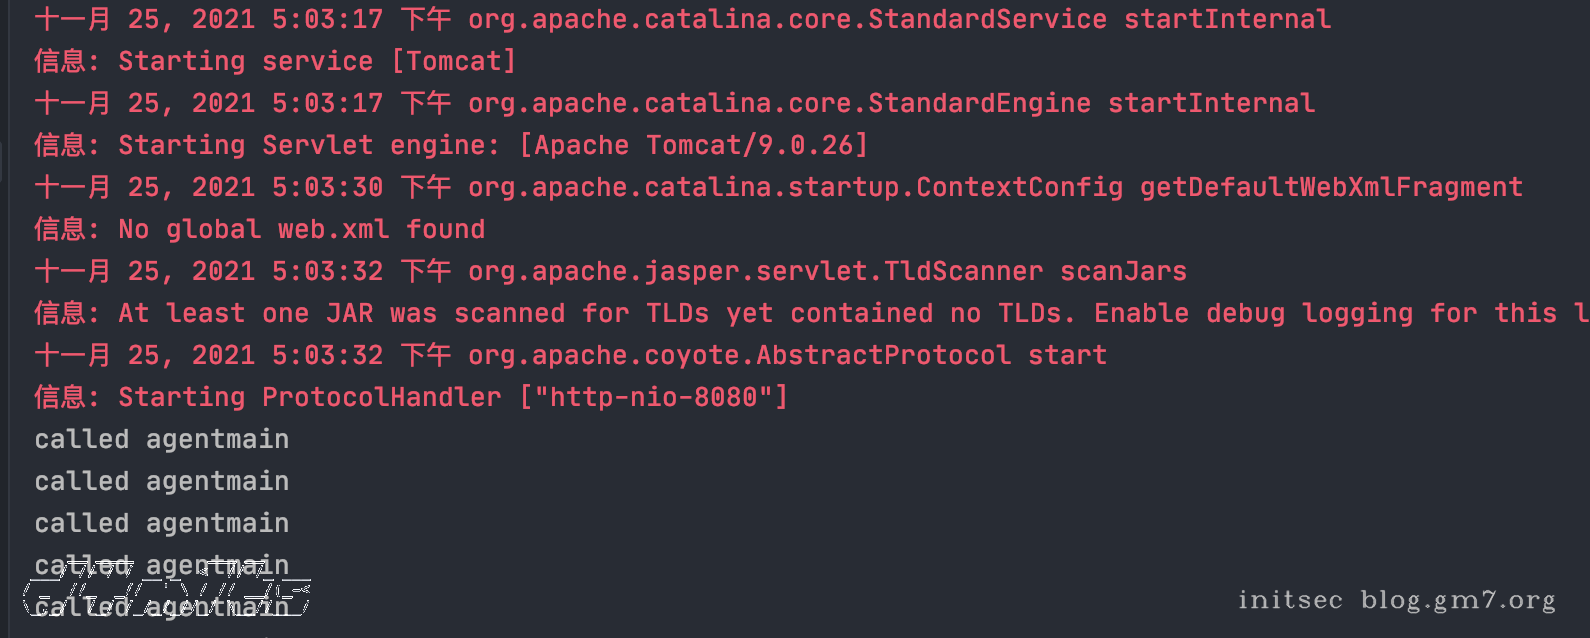 十一月 25, 2021 5:03:17 下午 org.apache.catalina.core.StandardService startInternal
信息: Starting service [Tomcat]
十一月 25, 2021 5:03:17 下午 org.apache.catalina.core.StandardEngine startInternal
信息: Starting Servlet engine: [Apache Tomcat/9.0.26]
十一月 25, 2021 5:03:30 下午 org.apache.catalina.startup.ContextConfig getDefaultWebXmlFragment
信息: No global web.xml found
十一月 25, 2021 5:03:32 下午 org.apache.jasper.servlet.TldScanner scanJars
信息: At least one JAR was scanned for TLDs yet contained no TLDs. Enable debug logging for this l
十一月 25, 2021 5:03:32 下午 org.apache.coyote.AbstractProtocol start
信息: Starting ProtocolHandler ["http-nio-8080"]
called agentmain
called agentmain
called agentmain
called agentmain
called agentmain
initsec blog.gm7.org